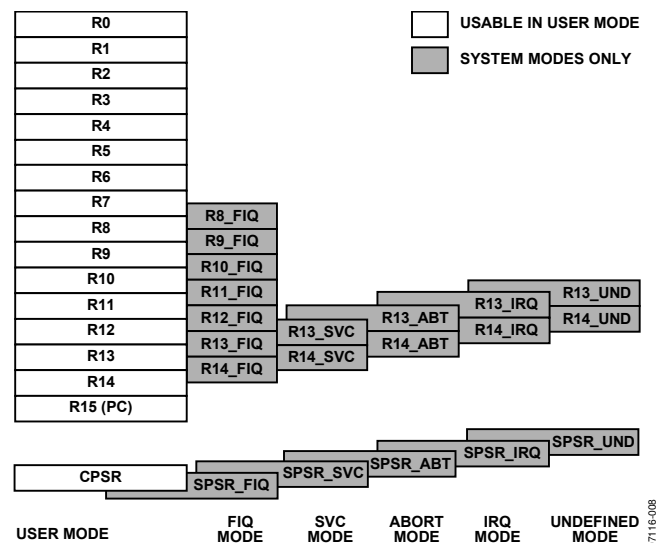 R0
R1
R2
R3
R4
R5
R6
R7
R8
R9
R10
R11
R12
R13
R14
R15 (PC)
USABLE IN USER MODE
SYSTEM MODES ONLY
R8_FIQ
R9_FIQ
R10_FIQ
R11_FIQ
R12_FIQ
R13_FIQ
R14_FIQ
R13_SVC
R14_SVC
R13_ABT
R14_ABT
R13_IRQ
R14_IRQ
R13_UND
R14_UND
CPSR
SPSR_FIQ
SPSR_SVC
SPSR_ABT
SPSR_IRQ
SPSR_UND
USER MODE
FIQ
MODE
SVC
MODE
ABORT
MODE
IRQ
MODE
UNDEFINED
MODE
7116-008